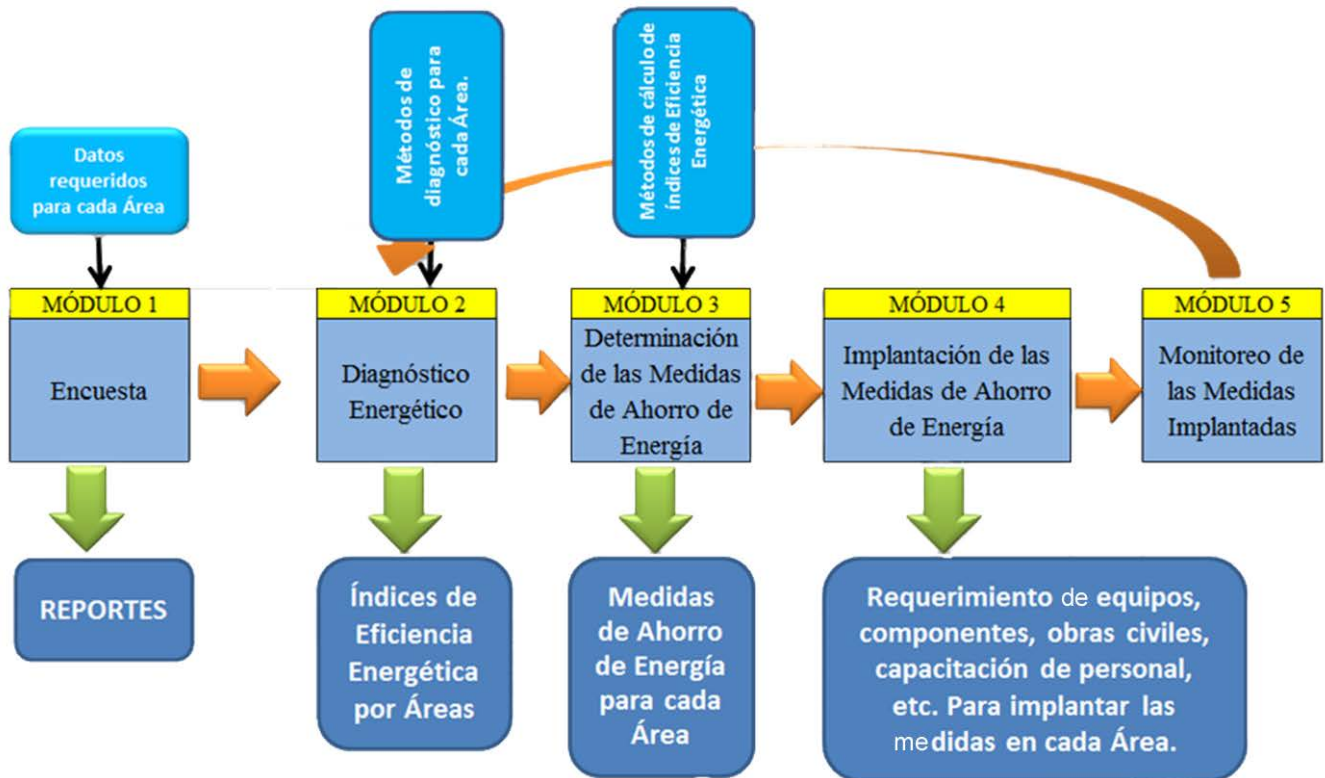 Datos
requeridos
para cada Área
Métodos de
diagnóstico para
cada Área.
Métodos de cálculo de
índices de Eficiencia
Energética
MÓDULO 1
Encuesta
MÓDULO 2
Diagnóstico
Energético
MÓDULO 3
Determinación
de las Medidas
de Ahorro de
Energía
MÓDULO 4
Implantación de las
Medidas de Ahorro
de Energía
MÓDULO 5
Monitoreo de
las Medidas
Implantadas
REPORTES
Índices de
Eficiencia
Energética
por Áreas
Medidas
de Ahorro
de Energía
para cada
Área
Requerimiento de equipos,
componentes, obras civiles,
capacitación de personal,
etc. Para implantar las
medidas en cada Área.